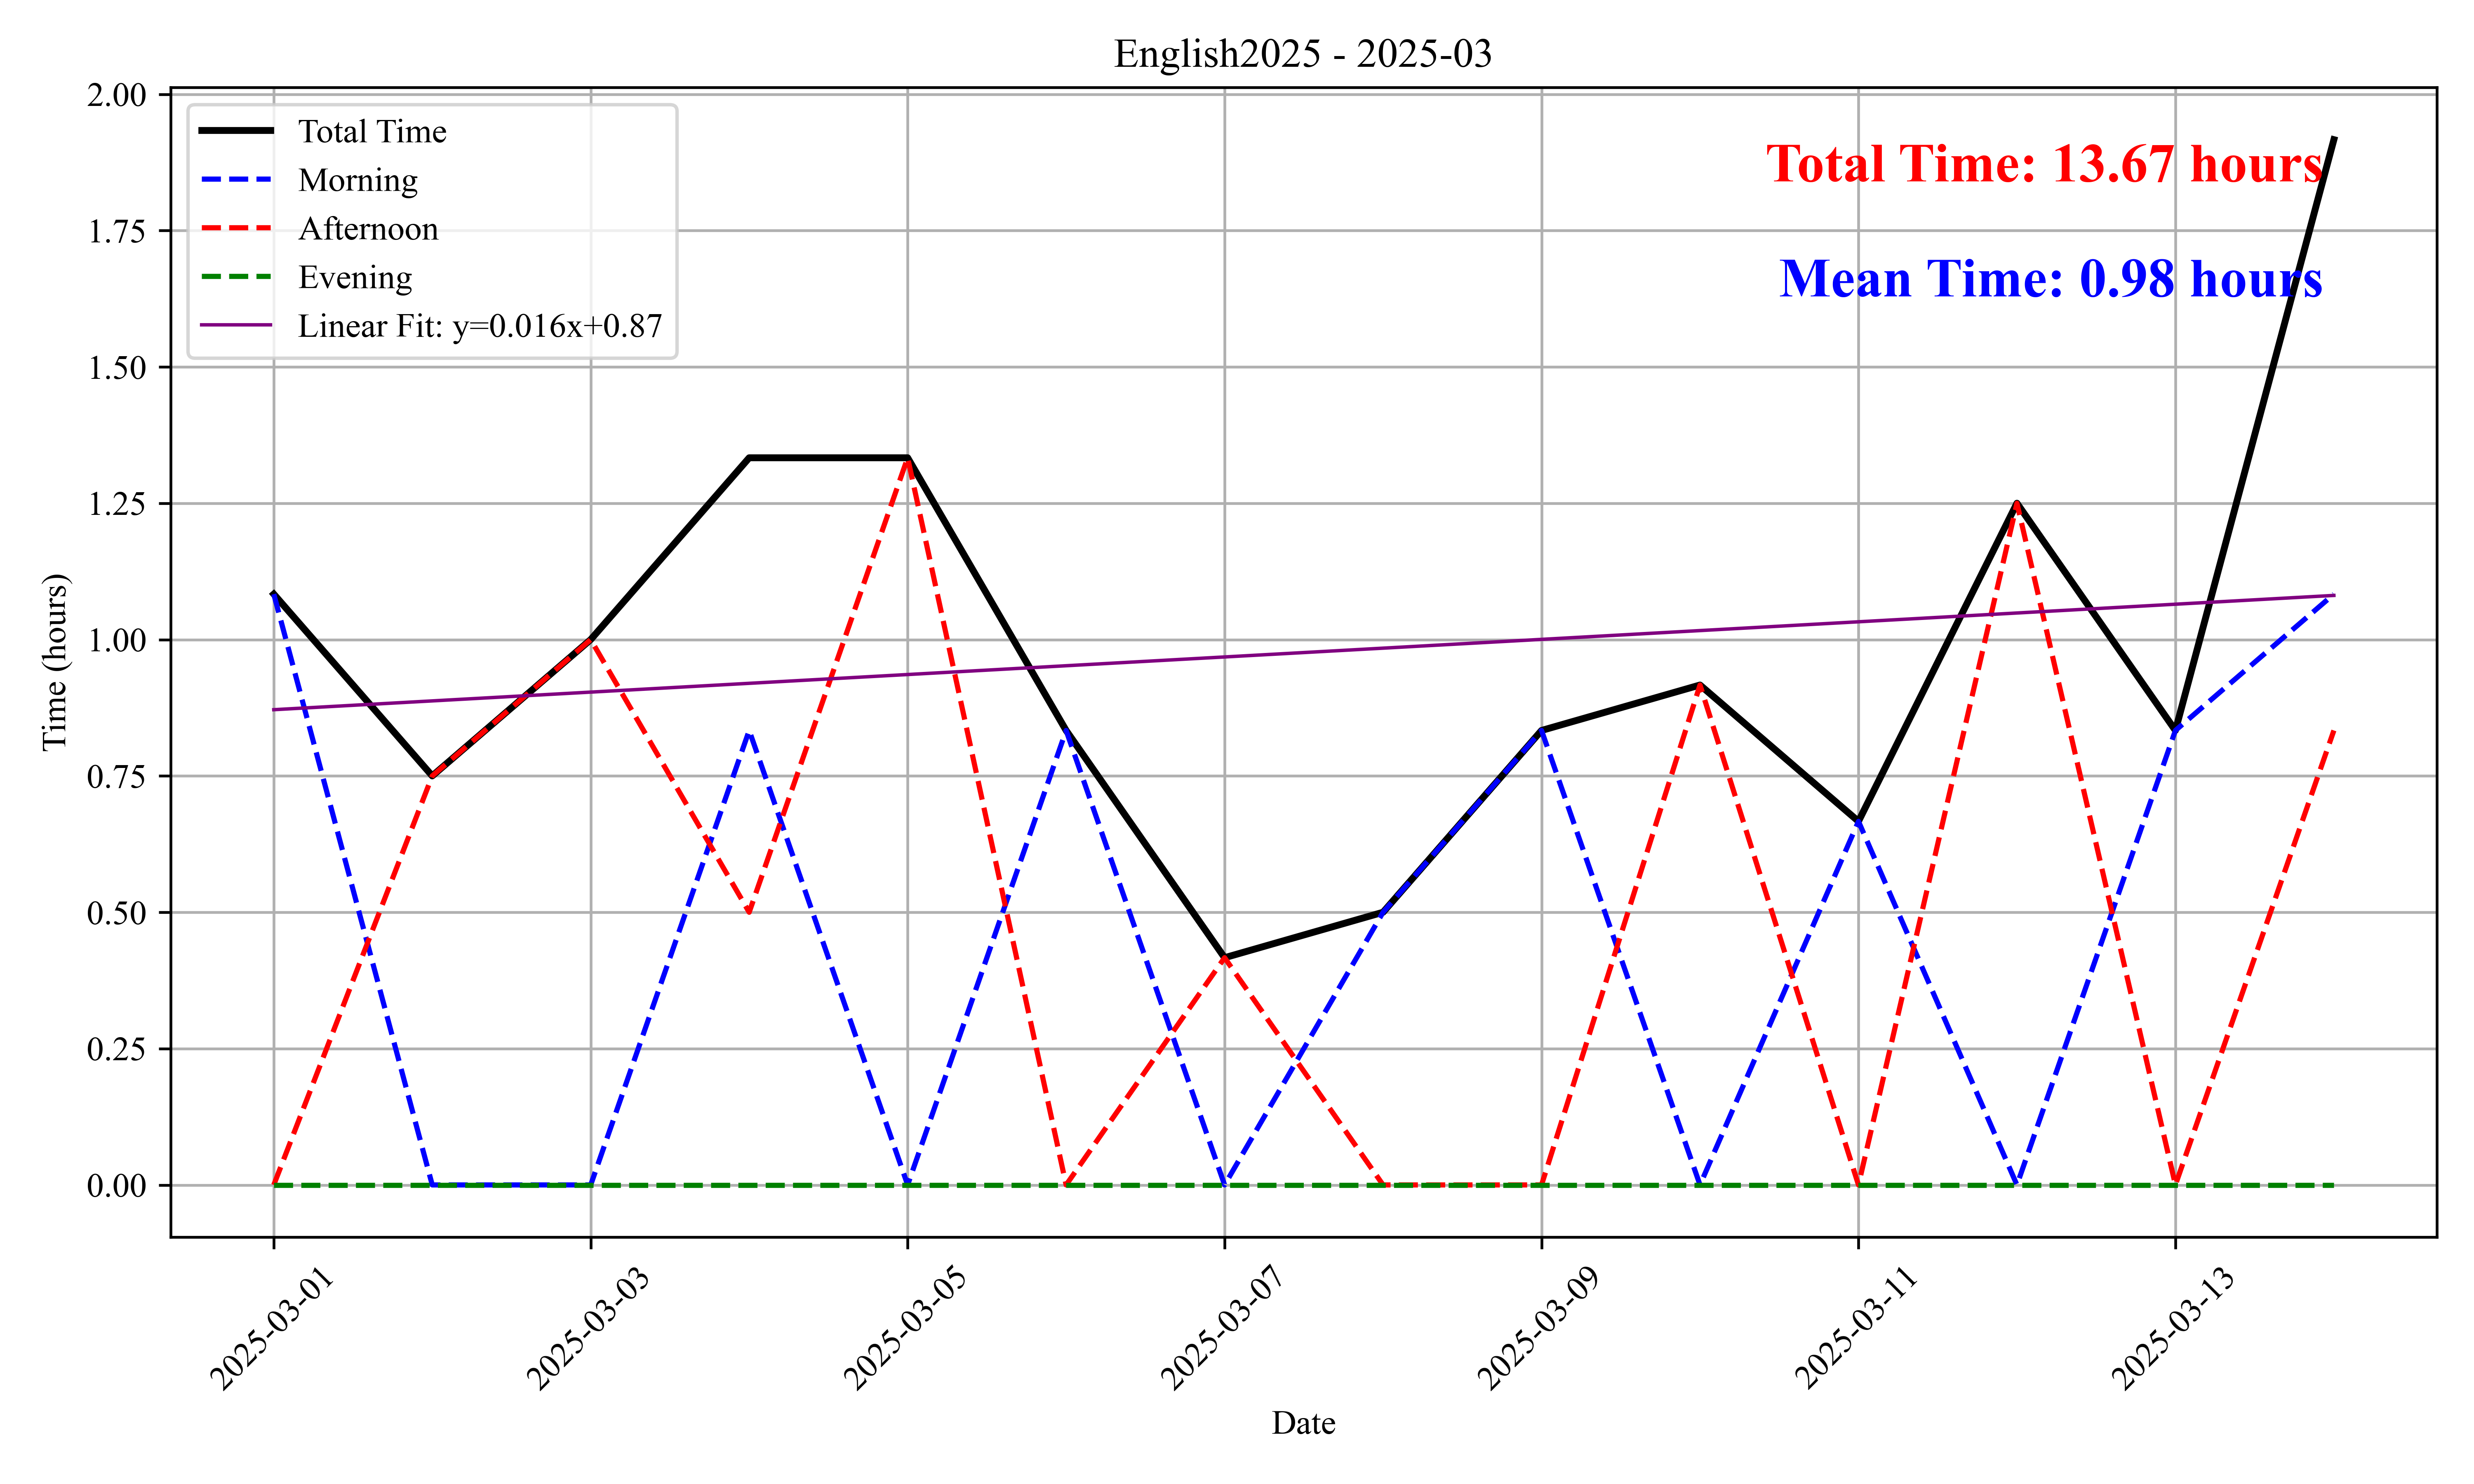 English2025 - 2025-03
Total Time
Morning
Afternoon
Evening
Linear Fit: y=0.016x+0.87
Total Time: 13.67 hours
Mean Time: 0.98 hours
Time (hours)
2.00
1.75
1.50
1.25
1.00
0.75
0.50
0.25
0.00
2025-03-01
2025-03-03
2025-03-05
2025-03-07
2025-03-09
2025-03-11
2025-03-13
Date